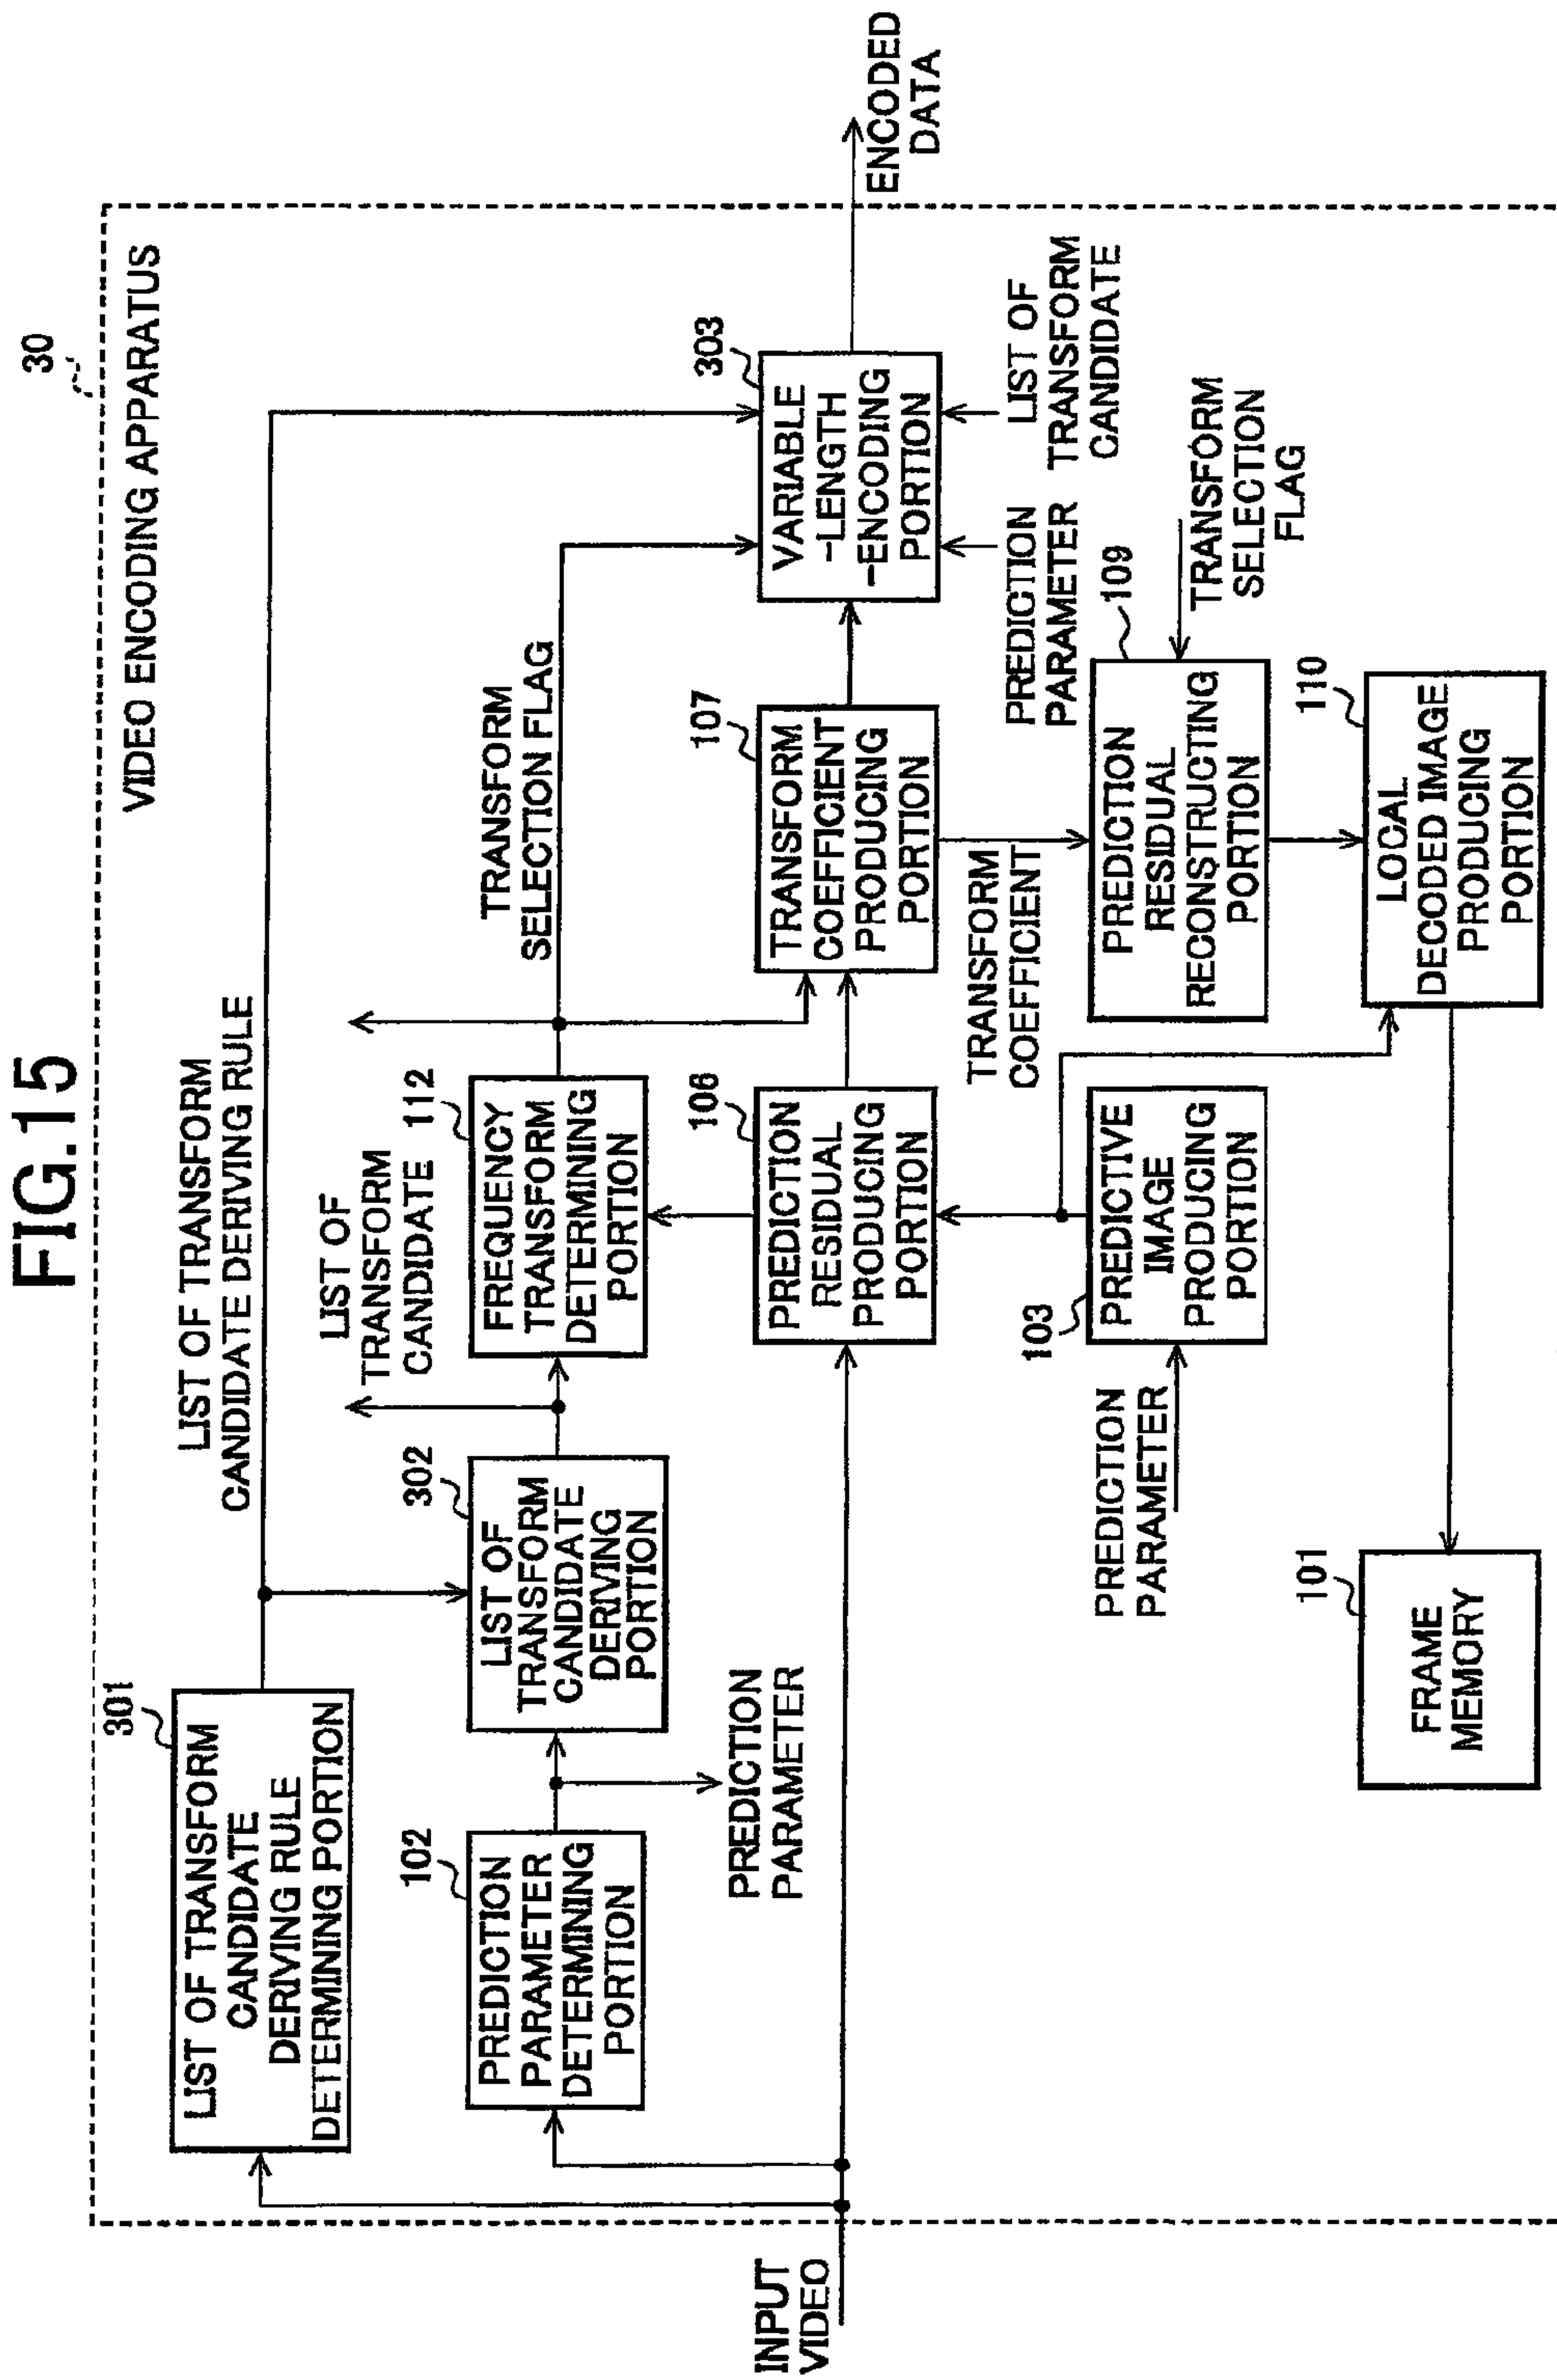 FIG.15
30
VIDEO ENCODING APPARATUS
LIST OF TRANSFORM
CANDIDATE DERIVING RULE
301
LIST OF TRANSFORM
CANDIDATE
DERIVING RULE
DETERMINING PORTION
LIST OF
TRANSFORM
CANDIDATE
102
PREDICTION
PARAMETER
DETERMINING
PORTION
302
LIST OF
TRANSFORM
CANDIDATE
DERIVING
PORTION
112
FREQUENCY
TRANSFORM
DETERMINING
PORTION
TRANSFORM
SELECTION FLAG
PREDICTION
PARAMETER
106
PREDICTION
RESIDUAL
PRODUCING
PORTION
107
TRANSFORM
COEFFICIENT
PRODUCING
PORTION
303
VARIABLE
-LENGTH
-ENCODING
PORTION
INPUT
VIDEO
ENCODED
DATA
PREDICTION
PARAMETER
LIST OF
TRANSFORM
CANDIDATE
TRANSFORM
COEFFICIENT
PREDICTION
PARAMETER
103
PREDICTIVE
IMAGE
PRODUCING
PORTION
109
PREDICTION
RESIDUAL
RECONSTRUCTING
PORTION
TRANSFORM
SELECTION
FLAG
101
FRAME
MEMORY
110
LOCAL
DECODED IMAGE
PRODUCING
PORTION